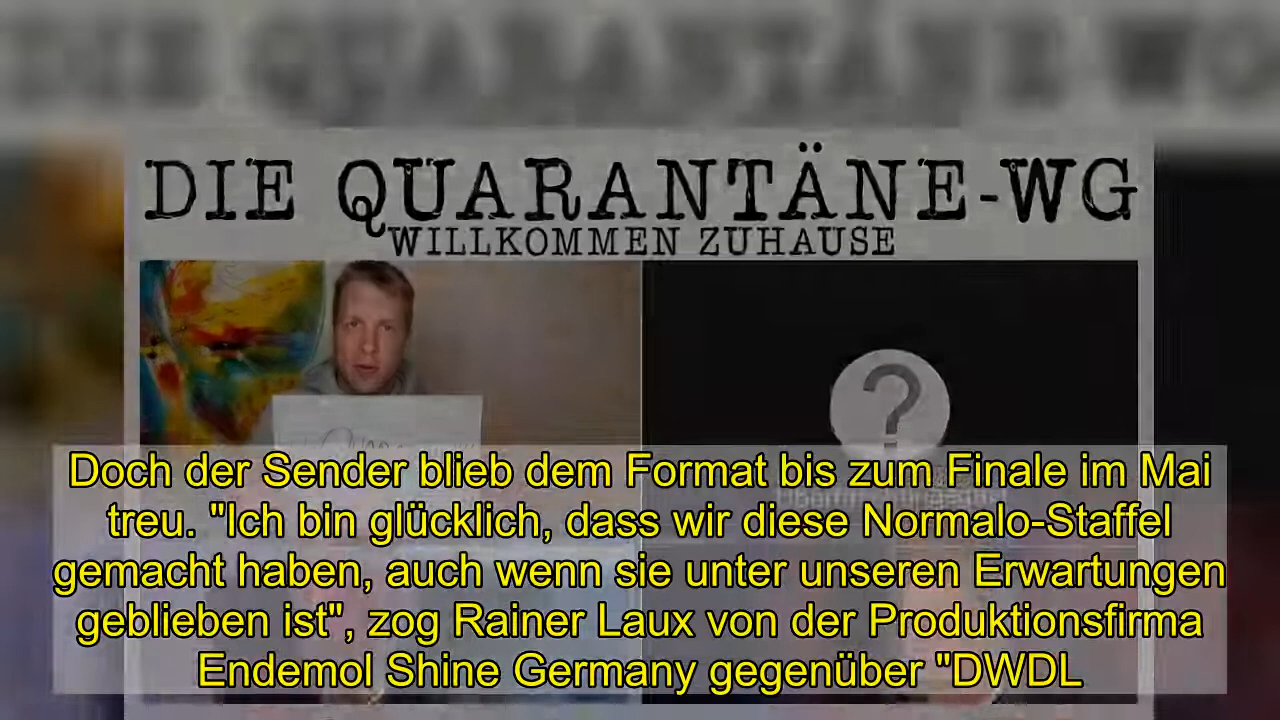 DIE QUARANTÄNE-WG
WILLKOMMEN ZUHAUSE
?
Doch der Sender blieb dem Format bis zum Finale im Mai
treu. "Ich bin glücklich, dass wir diese Normalo-Staffel
gemacht haben, auch wenn sie unter unseren Erwartungen
geblieben ist", zog Rainer Laux von der Produktionsfirma
Endemol Shine Germany gegenüber "DWDL